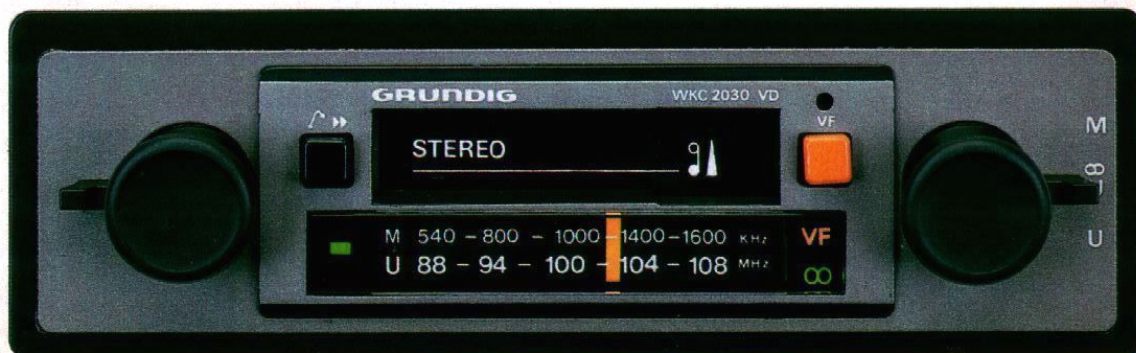 GRUNDIG WKC 2030 VD
VF
STEREO
M 540 – 800 – 1000 – 1400 – 1600 KHz
U 88 – 94 – 100 – 104 – 108 MHz
VF
M
U